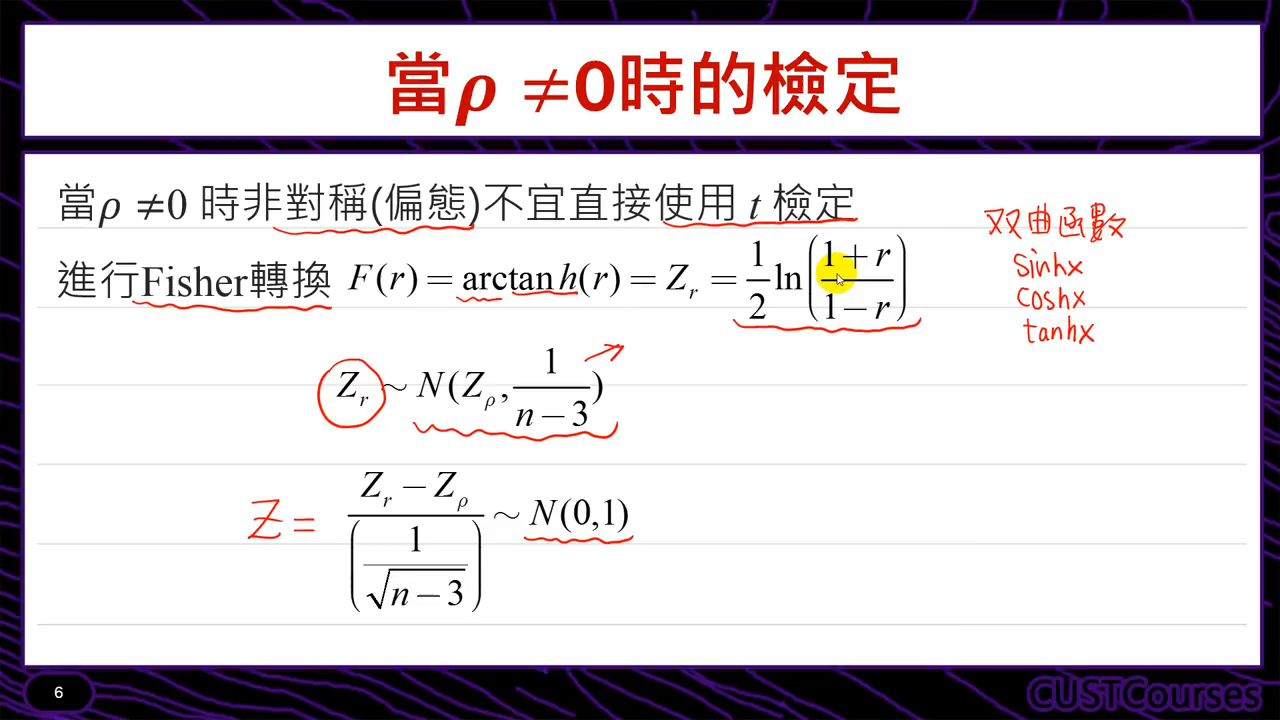 當ρ ≠0時的檢定
當ρ ≠0 時非對稱(偏態)不宜直接使用 t 檢定
進行Fisher轉換 F(r) = arctan h(r) = Z_r = 1/2 ln((1 + r)/(1 − r))
双曲函數
sinhx
coshx
tanhx
Z_r ~ N(Z_ρ, 1/(n − 3))
Z = (Z_r − Z_ρ)/(1/√(n − 3)) ~ N(0,1)
6
CUSTCourses